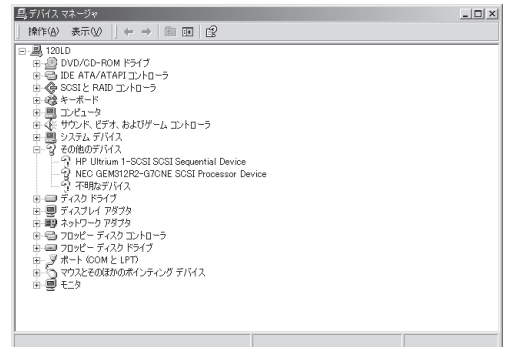 デバイス マネージャ
操作(A) 表示(V)
120LD
DVD/CD-ROM ドライブ
IDE ATA/ATAPI コントローラ
SCSI と RAID コントローラ
キーボード
コンピュータ
サウンド、ビデオ、およびゲーム コントローラ
システム デバイス
その他のデバイス
HP Ultrium 1-SCSI SCSI Sequential Device
NEC GEM312R2-G7CNE SCSI Processor Device
不明なデバイス
ディスク ドライブ
ディスプレイ アダプタ
ネットワーク アダプタ
フロッピー ディスク コントローラ
フロッピー ディスク ドライブ
ポート (COM と LPT)
マウスとそのほかのポインティング デバイス
モニタ